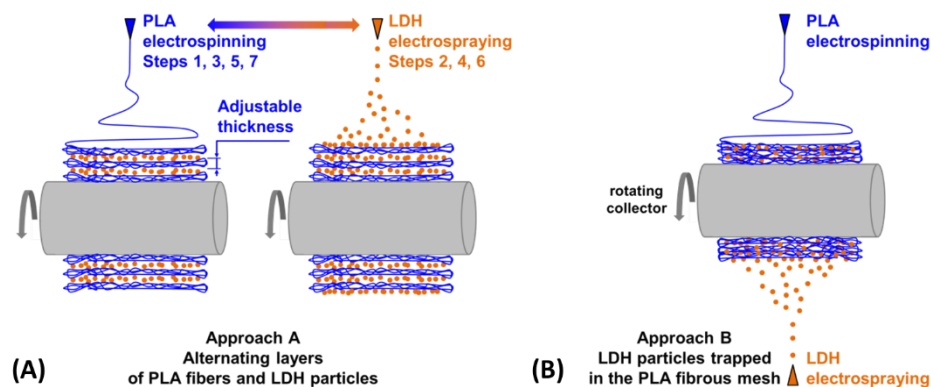 PLA
electrospinning
Steps 1, 3, 5, 7
LDH
electrospraying
Steps 2, 4, 6
Adjustable
thickness
Approach A
Alternating layers
of PLA fibers and LDH particles
(A)
PLA
electrospinning
rotating
collector
Approach B
LDH particles trapped
in the PLA fibrous mesh
LDH
electrospraying
(B)